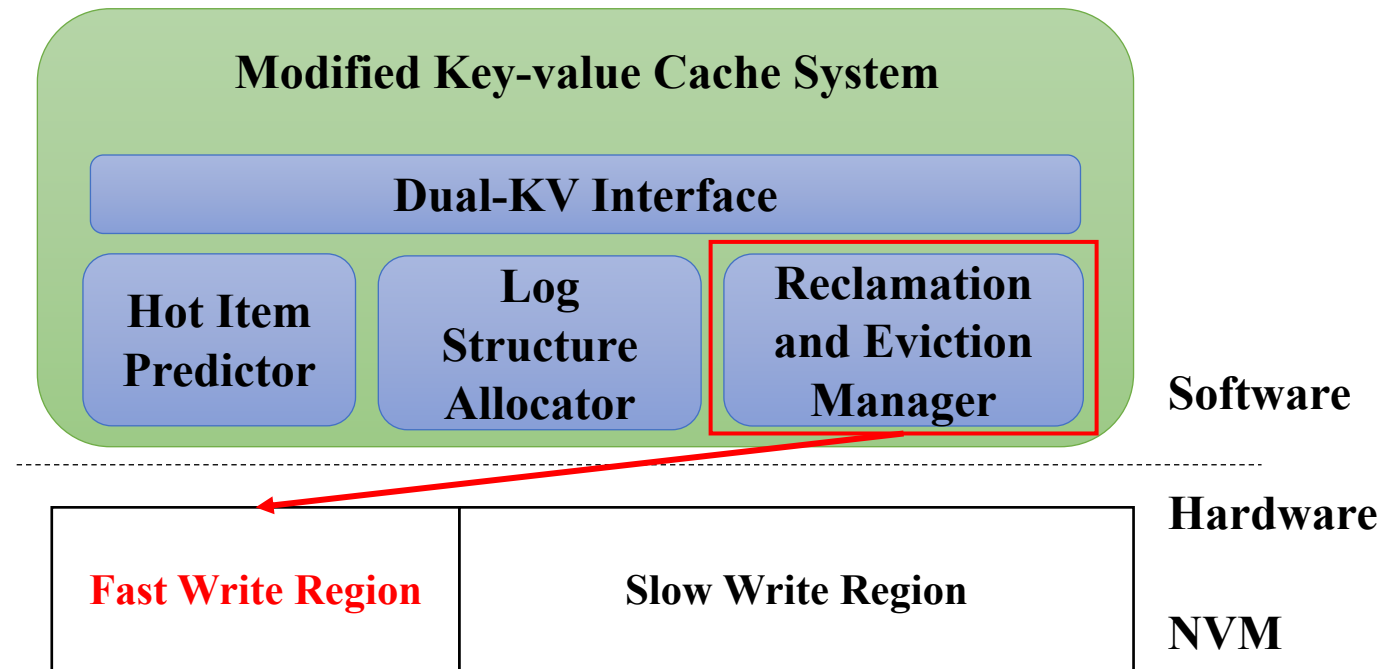 Modified Key-value Cache System
Dual-KV Interface
Hot Item
Predictor
Log
Structure
Allocator
Reclamation
and Eviction
Manager
Software
Hardware
Fast Write Region
Slow Write Region
NVM